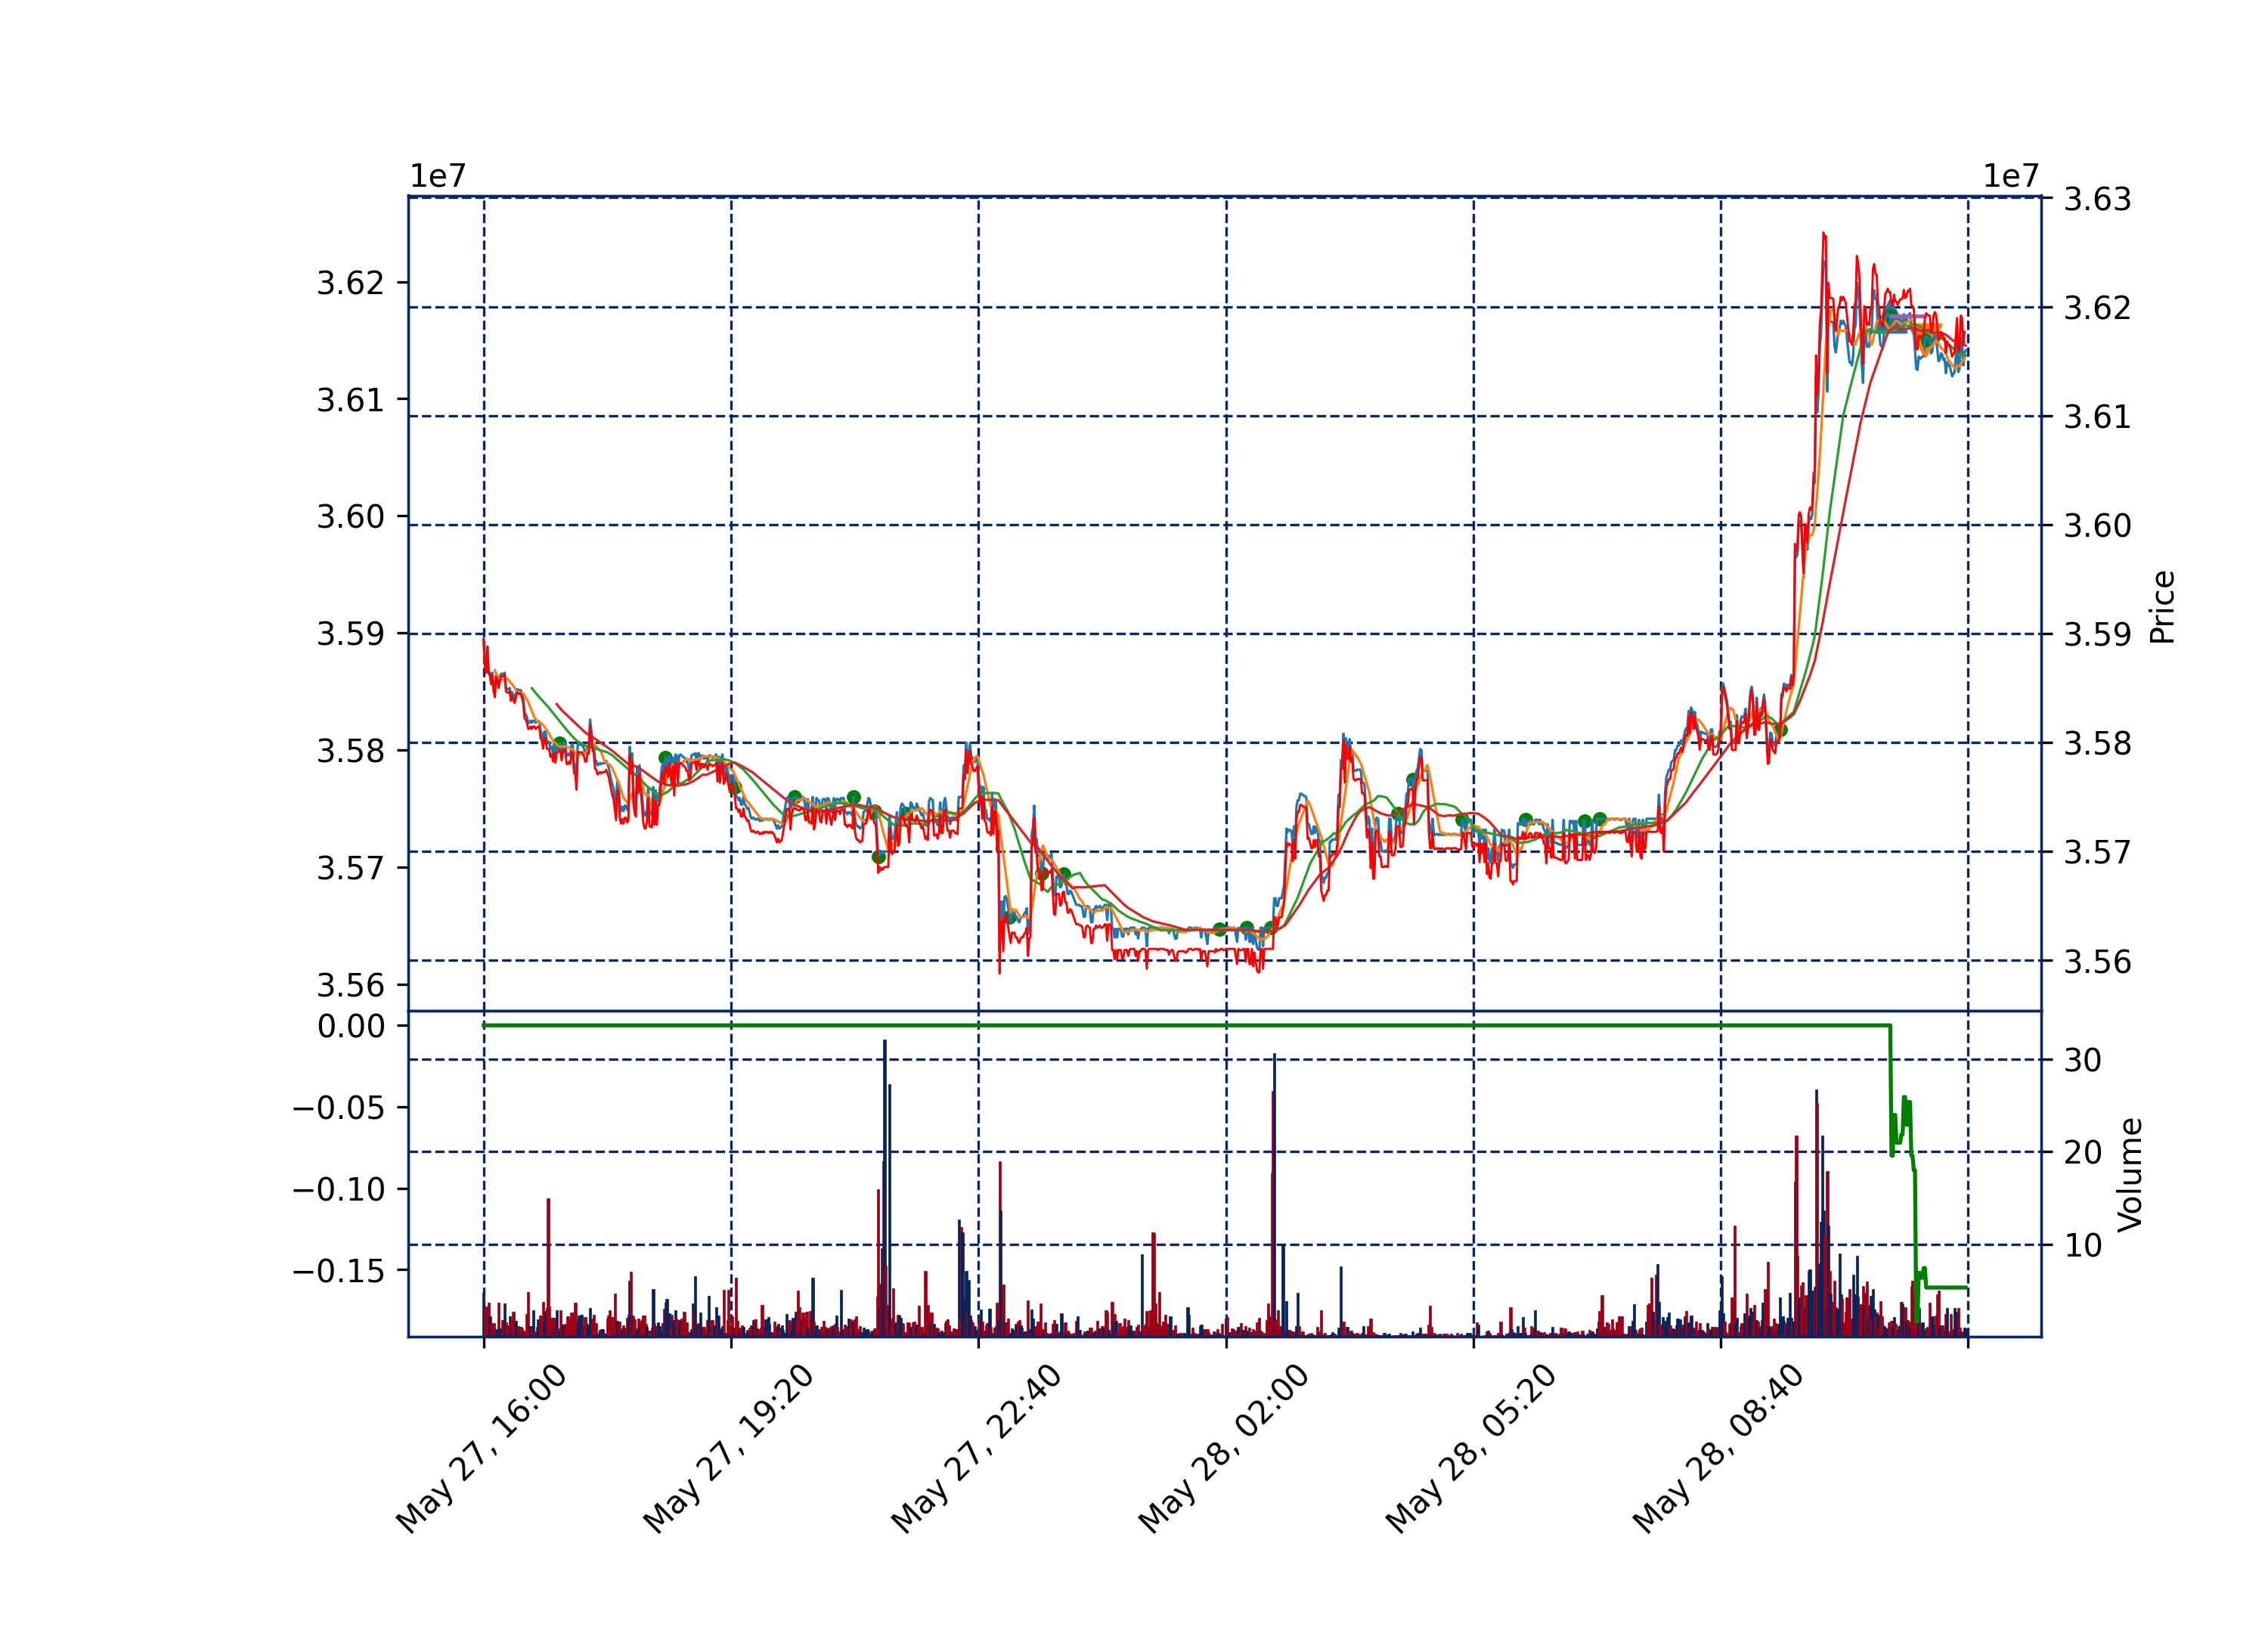 1e7
1e7
3.62
3.61
3.60
3.59
3.58
3.57
3.56
3.63
3.62
3.61
3.60
3.59
3.58
3.57
3.56
Price
0.00
−0.05
−0.10
−0.15
30
20
10
Volume
May 27, 16:00
May 27, 19:20
May 27, 22:40
May 28, 02:00
May 28, 05:20
May 28, 08:40